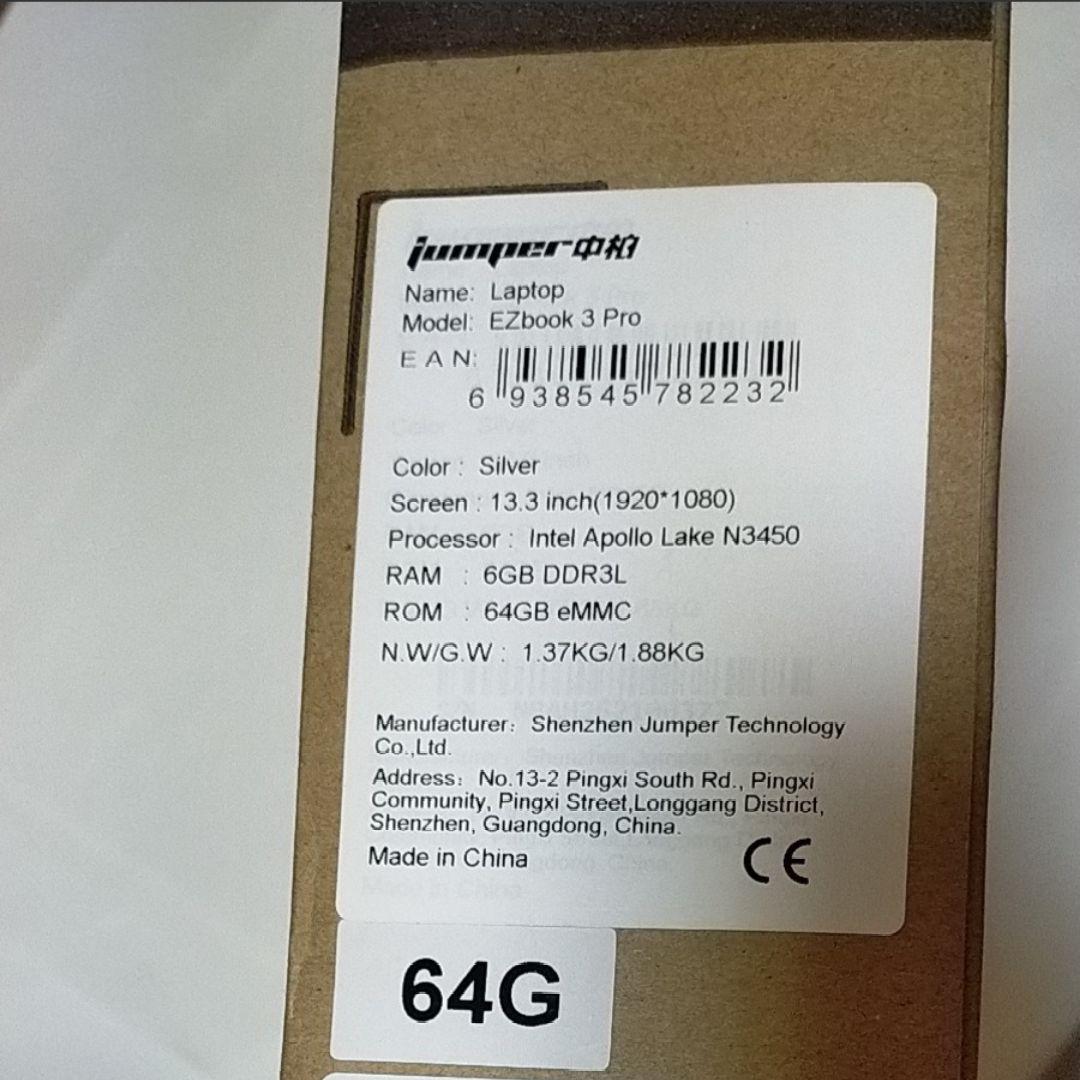 jumper中柏
Name: Laptop
Model: EZbook 3 Pro
EAN:
6 938545 782232
Color : Silver
Screen : 13.3 inch(1920*1080)
Processor : Intel Apollo Lake N3450
RAM : 6GB DDR3L
ROM : 64GB eMMC
N.W/G.W : 1.37KG/1.88KG
Manufacturer: Shenzhen Jumper Technology
Co.,Ltd.
Address: No.13-2 Pingxi South Rd., Pingxi
Community, Pingxi Street,Longgang District,
Shenzhen, Guangdong, China.
Made in China
CE
64G